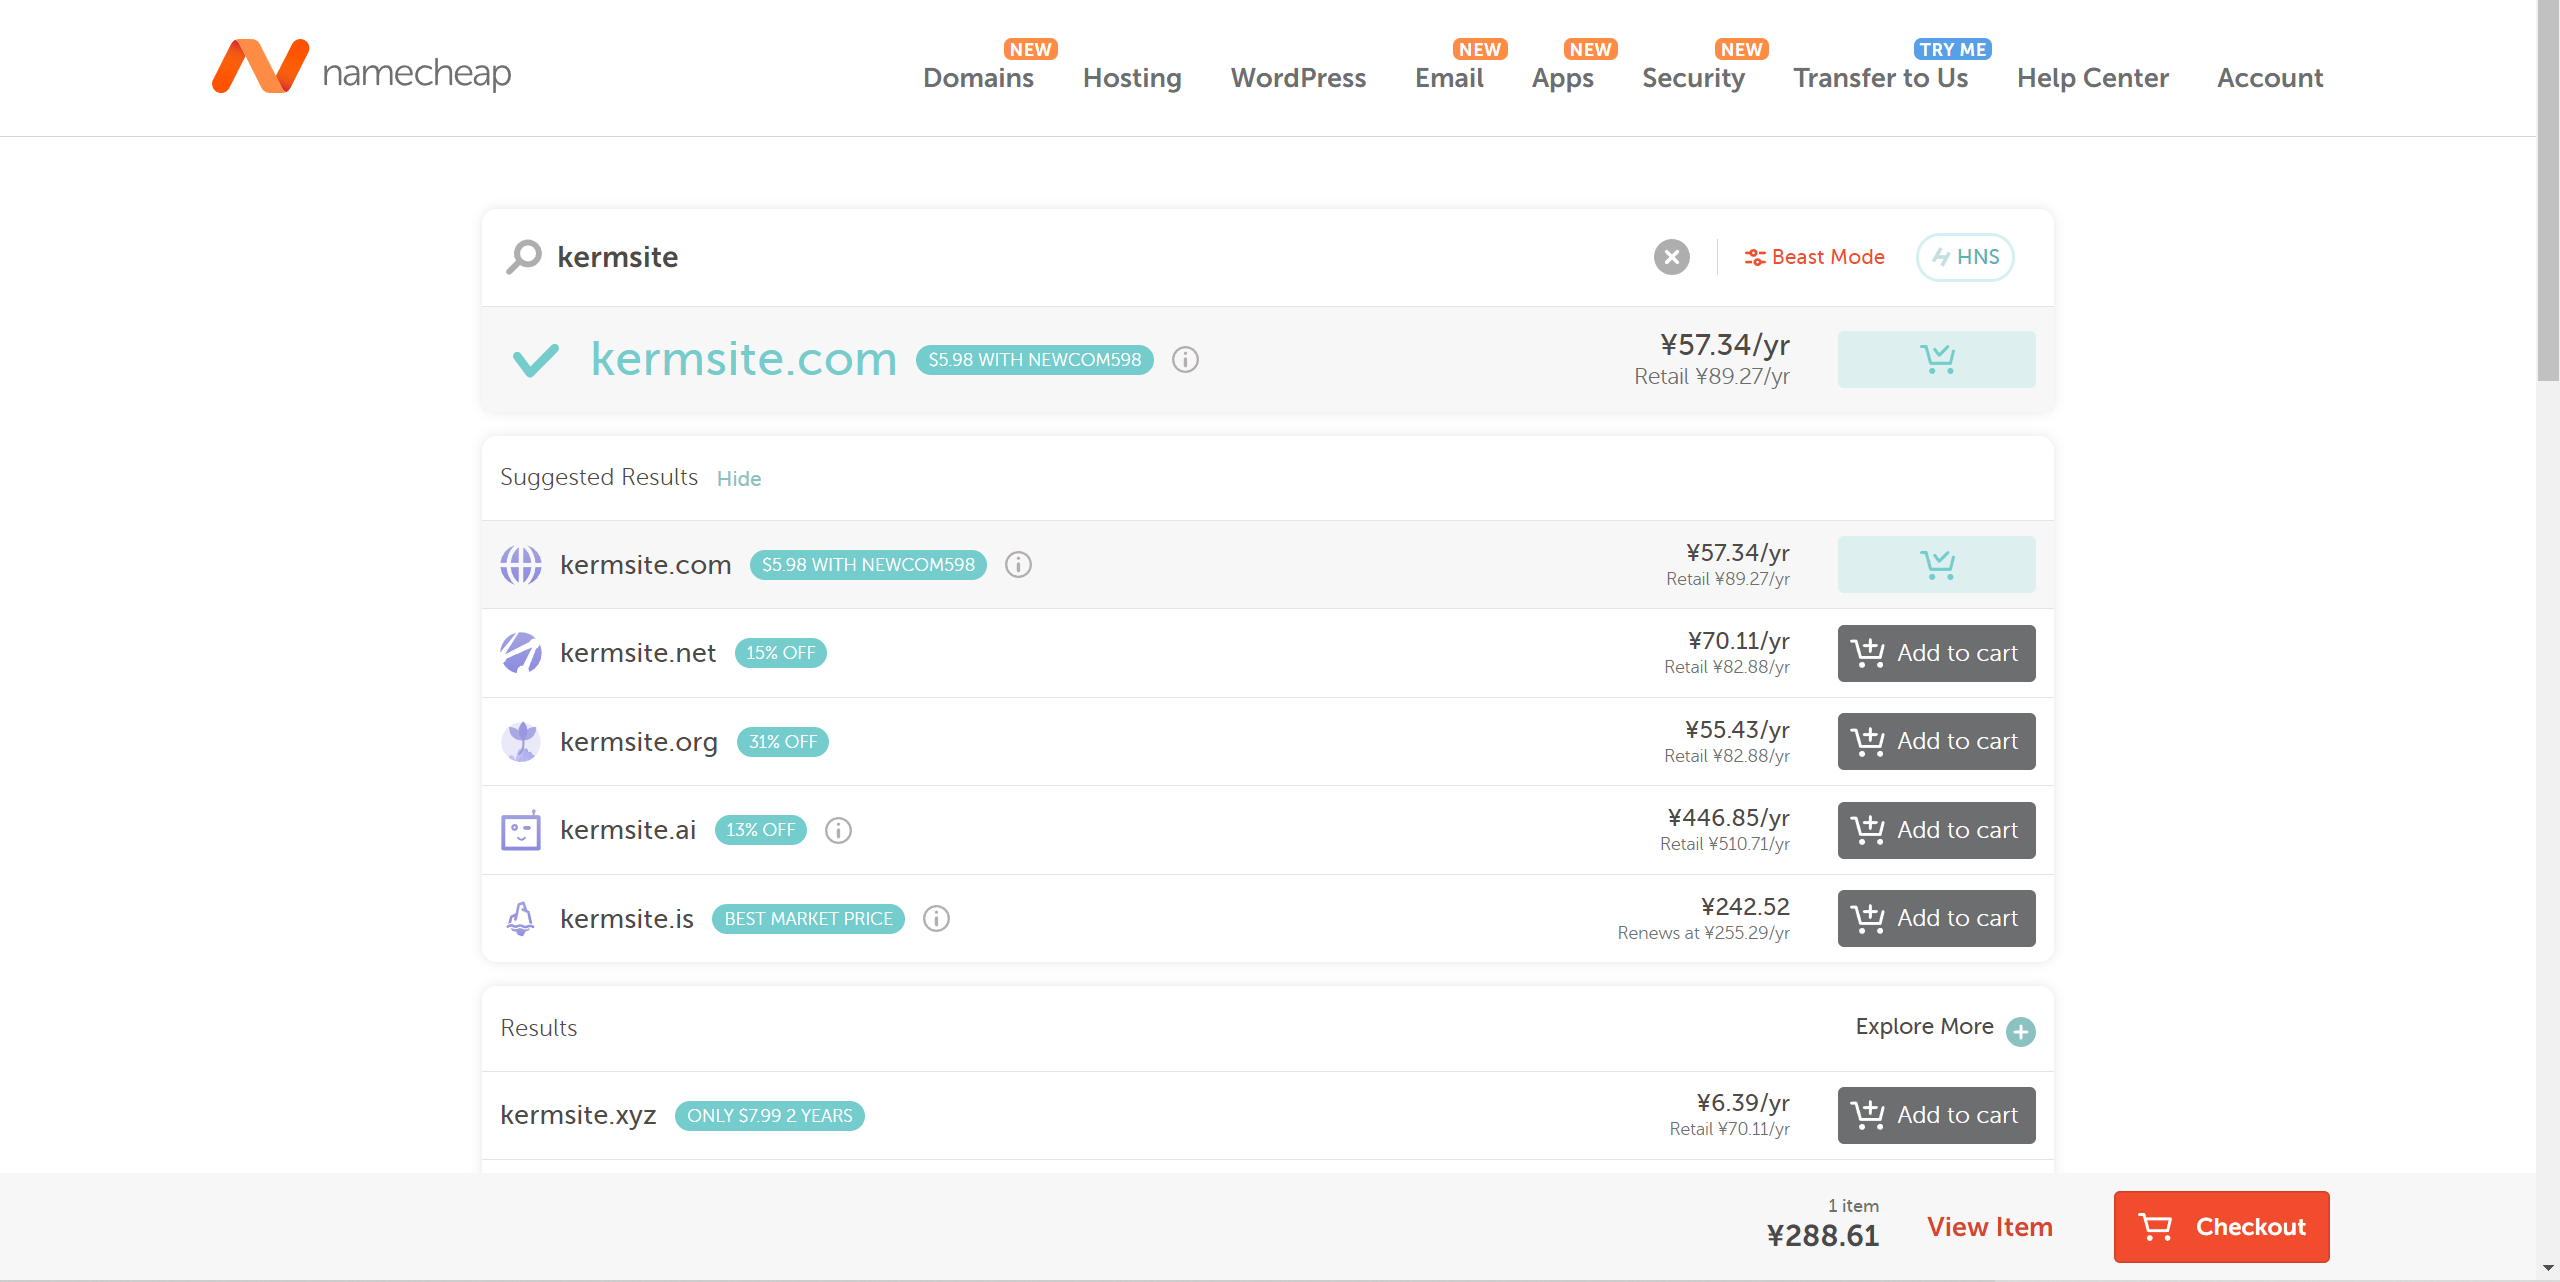 namecheap
NEW NEW NEW NEW TRY ME
Domains Hosting WordPress Email Apps Security Transfer to Us Help Center Account
kermsite Beast Mode HNS
kermsite.com $5.98 WITH NEWCOM598 ¥57.34/yr
Retail ¥89.27/yr
Suggested Results Hide
kermsite.com $5.98 WITH NEWCOM598 ¥57.34/yr
Retail ¥89.27/yr
kermsite.net 15% OFF ¥70.11/yr Add to cart
Retail ¥82.88/yr
kermsite.org 31% OFF ¥55.43/yr Add to cart
Retail ¥82.88/yr
kermsite.ai 13% OFF ¥446.85/yr Add to cart
Retail ¥510.71/yr
kermsite.is BEST MARKET PRICE ¥242.52 Add to cart
Renews at ¥255.29/yr
Results Explore More
kermsite.xyz ONLY $7.99 2 YEARS ¥6.39/yr Add to cart
Retail ¥70.11/yr
1 item
¥288.61 View Item Checkout